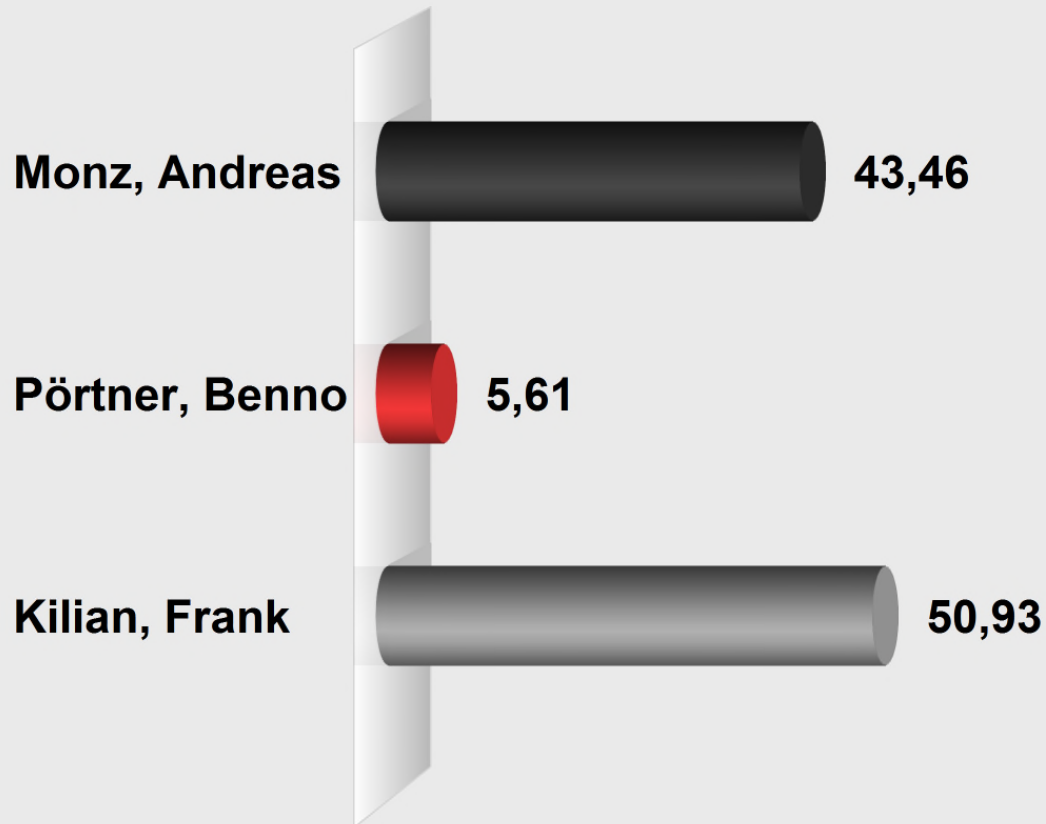 Monz, Andreas 43,46
Pörtner, Benno 5,61
Kilian, Frank 50,93